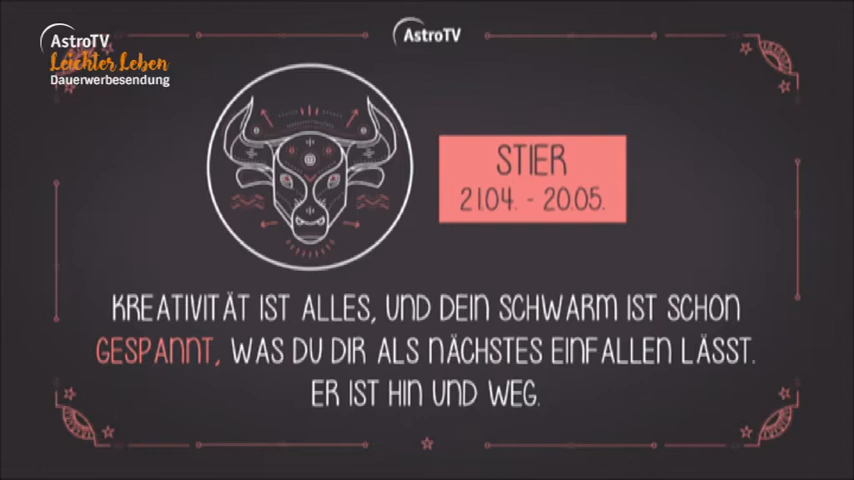 AstroTV
Leichter Leben
Dauerwerbesendung
AstroTV
STIER
21.04. - 20.05.
KREATIVITÄT IST ALLES, UND DEIN SCHWARM IST SCHON
GESPANNT, WAS DU DIR ALS NÄCHSTES EINFALLEN LÄSST.
ER IST HIN UND WEG.